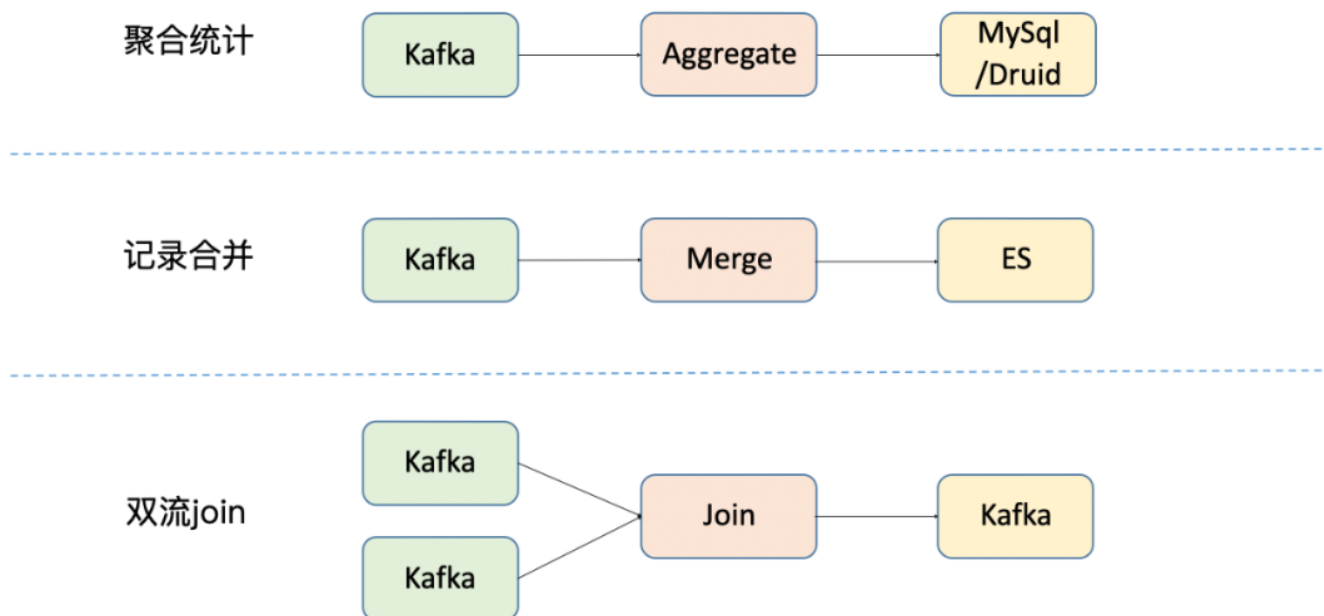 聚合统计
Kafka
Aggregate
MySql
/Druid
记录合并
Kafka
Merge
ES
双流join
Kafka
Kafka
Join
Kafka